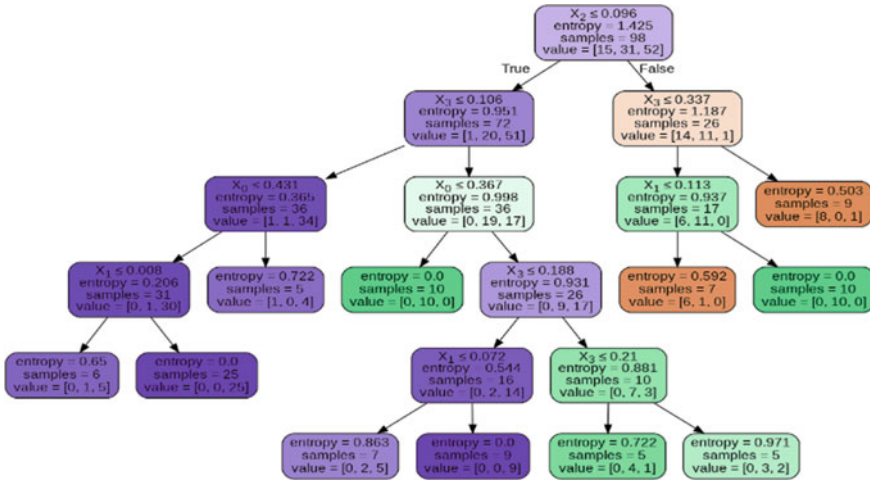 X2 ≤ 0.096
entropy = 1.425
samples = 98
value = [15, 31, 52]
True
False
X3 ≤ 0.106
entropy = 0.951
samples = 72
value = [1, 20, 51]
X3 ≤ 0.337
entropy = 1.187
samples = 26
value = [14, 11, 1]
X0 ≤ 0.431
entropy = 0.365
samples = 36
value = [1, 1, 34]
X0 ≤ 0.367
entropy = 0.998
samples = 36
value = [0, 19, 17]
X1 ≤ 0.113
entropy = 0.937
samples = 17
value = [6, 11, 0]
entropy = 0.503
samples = 9
value = [8, 0, 1]
X1 ≤ 0.008
entropy = 0.206
samples = 31
value = [0, 1, 30]
entropy = 0.722
samples = 5
value = [1, 0, 4]
entropy = 0.0
samples = 10
value = [0, 10, 0]
X3 ≤ 0.188
entropy = 0.931
samples = 26
value = [0, 9, 17]
entropy = 0.592
samples = 7
value = [6, 1, 0]
entropy = 0.0
samples = 10
value = [0, 10, 0]
entropy = 0.65
samples = 6
value = [0, 1, 5]
entropy = 0.0
samples = 25
value = [0, 0, 25]
X1 ≤ 0.072
entropy = 0.544
samples = 16
value = [0, 2, 14]
X3 ≤ 0.21
entropy = 0.881
samples = 10
value = [0, 7, 3]
entropy = 0.863
samples = 7
value = [0, 2, 5]
entropy = 0.0
samples = 9
value = [0, 0, 9]
entropy = 0.722
samples = 5
value = [0, 4, 1]
entropy = 0.971
samples = 5
value = [0, 3, 2]